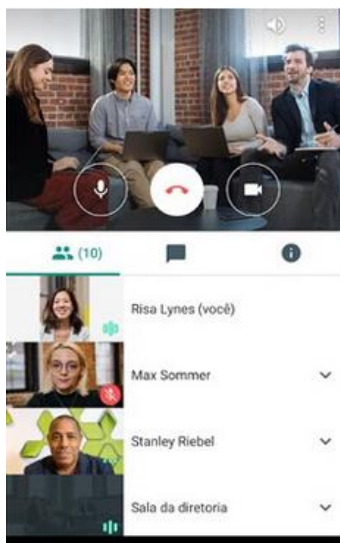 (10)
Risa Lynes (você)
Max Sommer
Stanley Riebel
Sala da diretoria